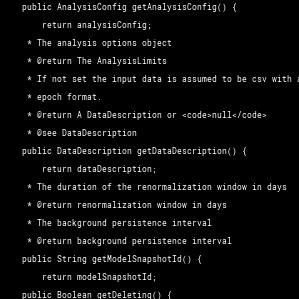 public AnalysisConfig getAnalysisConfig() {
return analysisConfig;
* The analysis options object
* @return The AnalysisLimits
* If not set the input data is assumed to be csv with a
* epoch format.
* @return A DataDescription or <code>null</code>
* @see DataDescription
public DataDescription getDataDescription() {
return dataDescription;
* The duration of the renormalization window in days
* @return renormalization window in days
* The background persistence interval
* @return background persistence interval
public String getModelSnapshotId() {
return modelSnapshotId;
public Boolean getDeleting() {